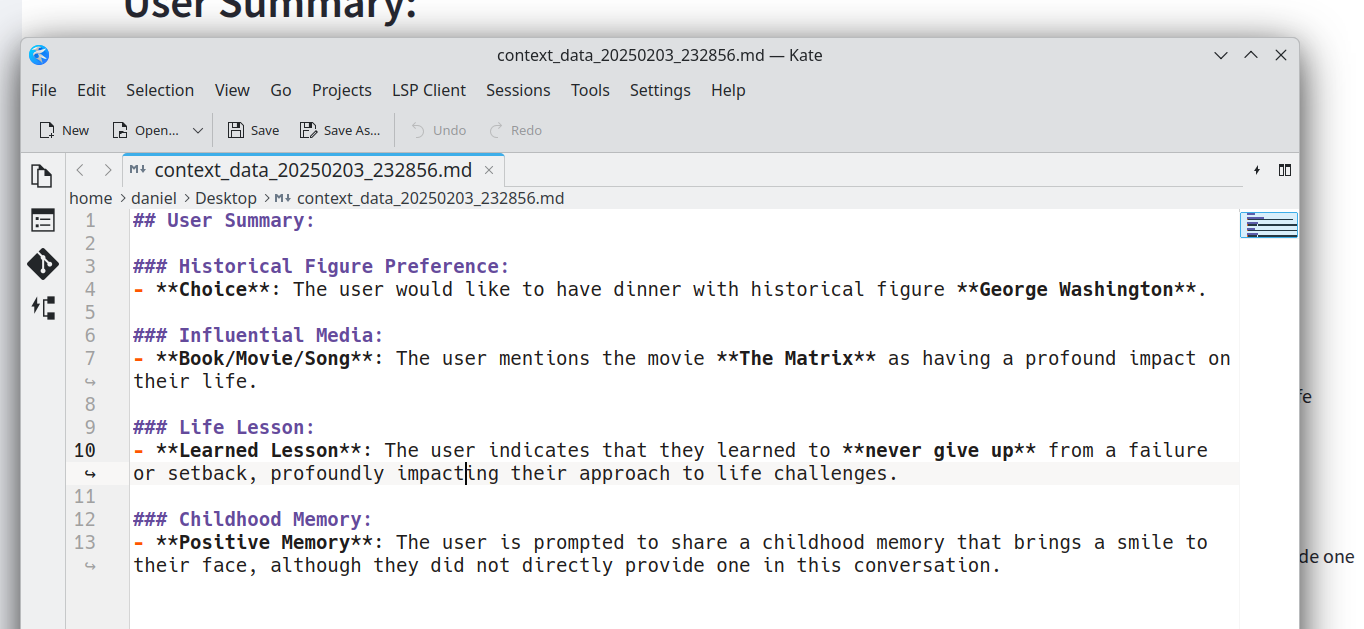 User Summary:
context_data_20250203_232856.md — Kate
File Edit Selection View Go Projects LSP Client Sessions Tools Settings Help
New Open... Save Save As... Undo Redo
context_data_20250203_232856.md
home > daniel > Desktop > context_data_20250203_232856.md
1 ## User Summary:
2
3 ### Historical Figure Preference:
4 - **Choice**: The user would like to have dinner with historical figure **George Washington**.
5
6 ### Influential Media:
7 - **Book/Movie/Song**: The user mentions the movie **The Matrix** as having a profound impact on
their life.
8
9 ### Life Lesson:
10 - **Learned Lesson**: The user indicates that they learned to **never give up** from a failure
or setback, profoundly impacting their approach to life challenges.
11
12 ### Childhood Memory:
13 - **Positive Memory**: The user is prompted to share a childhood memory that brings a smile to
their face, although they did not directly provide one in this conversation.
one